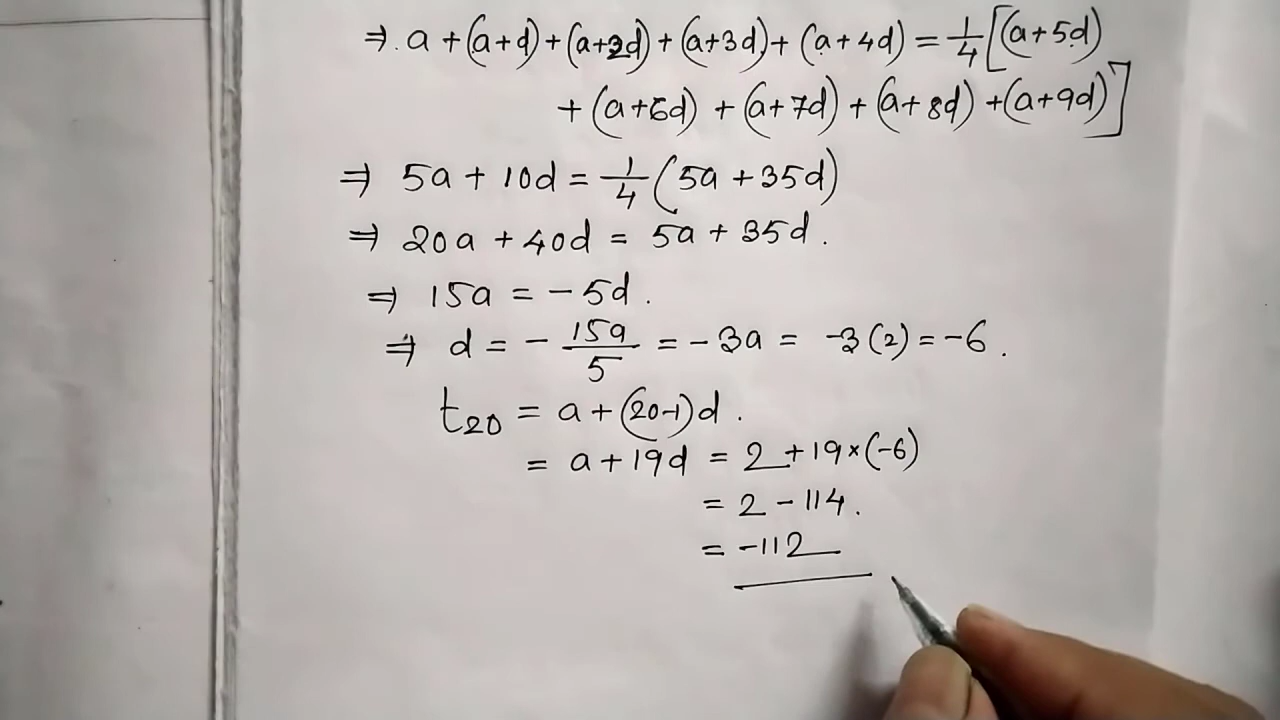 ⇒. a + (a+d) + (a+2d) + (a+3d) + (a+4d) = 1/4 [(a+5d)
+ (a+6d) + (a+7d) + (a+8d) + (a+9d)]
⇒ 5a + 10d = 1/4 (5a + 35d)
⇒ 20a + 40d = 5a + 35d.
⇒ 15a = -5d.
⇒ d = - 15a/5 = -3a = -3(2) = -6.
t₂₀ = a + (20-1)d.
= a + 19d = 2 + 19×(-6)
= 2 - 114.
= -112